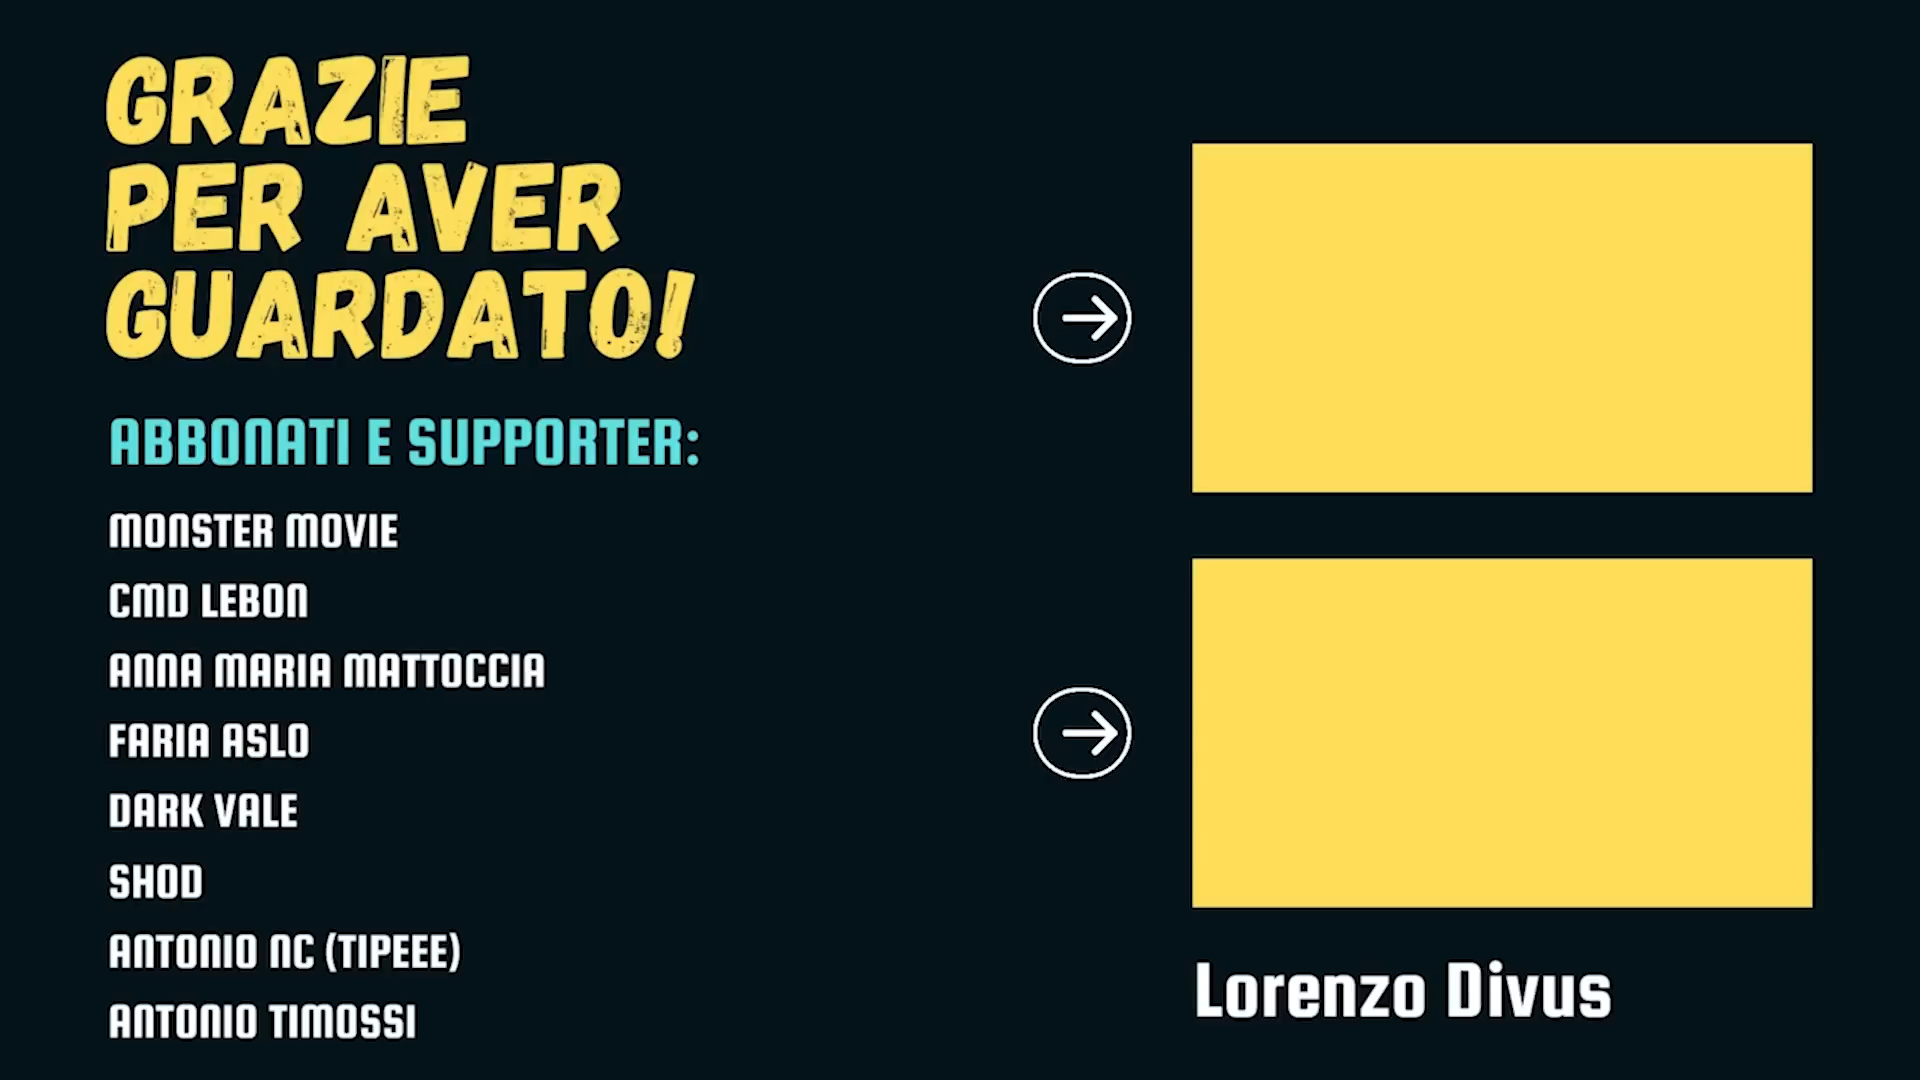 GRAZIE
PER AVER
GUARDATO!
ABBONATI E SUPPORTER:
MONSTER MOVIE
CMD LEBON
ANNA MARIA MATTOCCIA
FARIA ASLO
DARK VALE
SHOD
ANTONIO NC (TIPEEE)
ANTONIO TIMOSSI
Lorenzo Divus